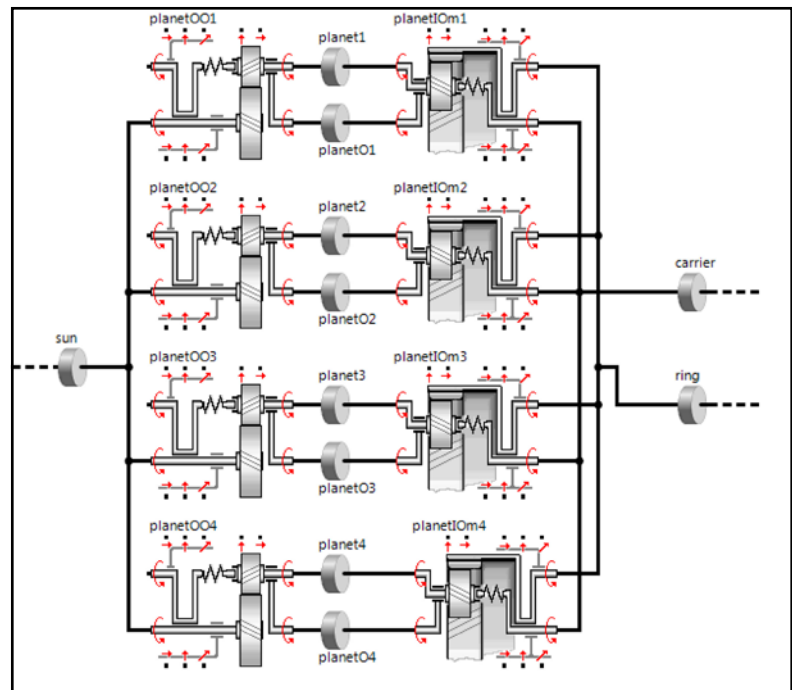 planetOO1
planet1
planetIOm1
planetO1
planetOO2
planet2
planetIOm2
carrier
planetO2
sun
planetOO3
planet3
planetIOm3
ring
planetO3
planetOO4
planet4
planetIOm4
planetO4